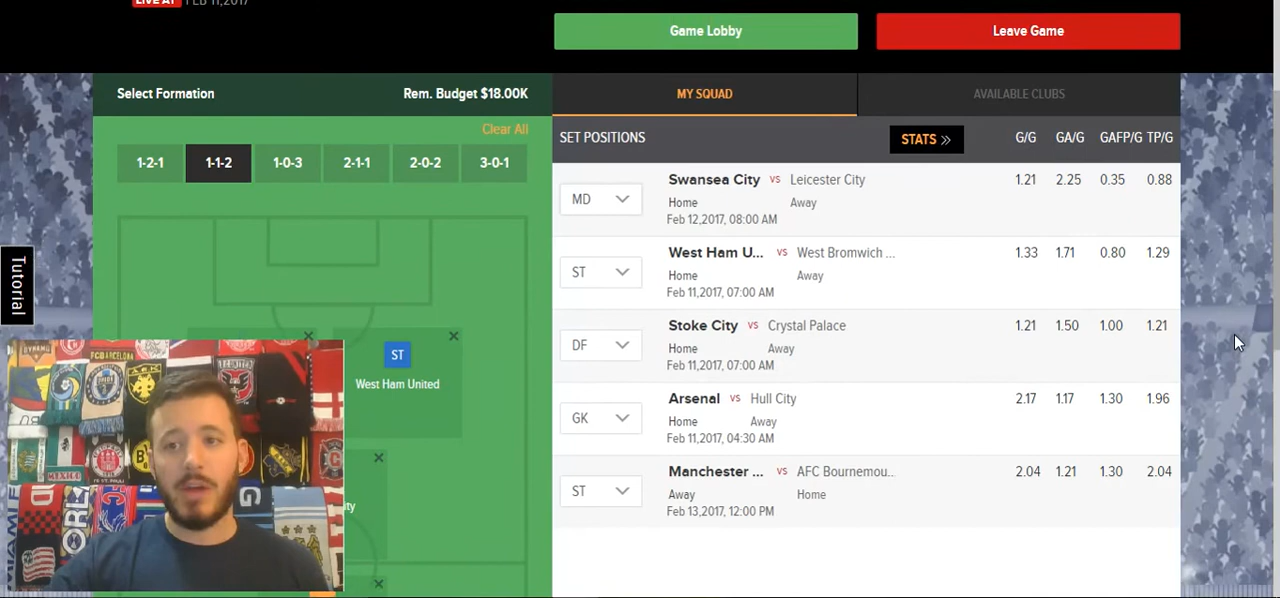 LIVE AT FEB 11,2017
Game Lobby
Leave Game
Select Formation
Rem. Budget $18.00K
MY SQUAD
AVAILABLE CLUBS
Clear All
SET POSITIONS
STATS »
G/G GA/G GAFP/G TP/G
1-2-1 1-1-2 1-0-3 2-1-1 2-0-2 3-0-1
MD
Swansea City VS Leicester City
Home Away
Feb 12,2017, 08:00 AM
1.21 2.25 0.35 0.88
ST
West Ham U... VS West Bromwich ...
Home Away
Feb 11,2017, 07:00 AM
1.33 1.71 0.80 1.29
DF
Stoke City VS Crystal Palace
Home Away
Feb 11,2017, 07:00 AM
1.21 1.50 1.00 1.21
GK
Arsenal VS Hull City
Home Away
Feb 11,2017, 04:30 AM
2.17 1.17 1.30 1.96
ST
Manchester ... VS AFC Bournemou..
Away Home
Feb 13,2017, 12:00 PM
2.04 1.21 1.30 2.04
Tutorial
ST
West Ham United
ity
DYNAMO
FCD BARCELONA
AEK
MEXICO
MIAMI
ORL